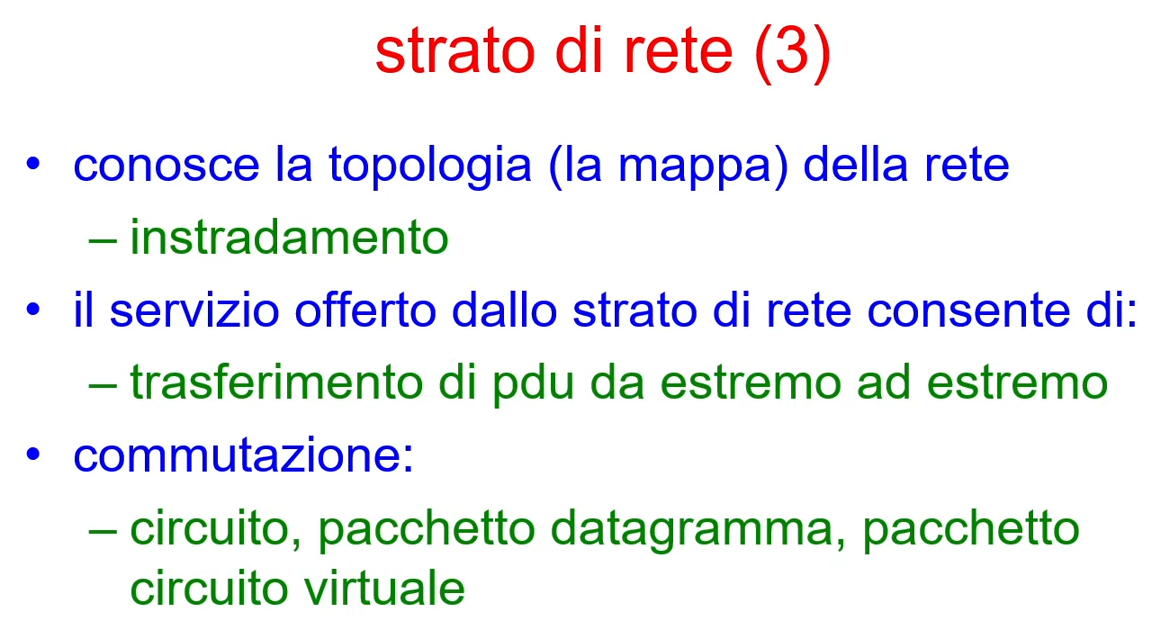 strato di rete (3)
• conosce la topologia (la mappa) della rete
– instradamento
• il servizio offerto dallo strato di rete consente di:
– trasferimento di pdu da estremo ad estremo
• commutazione:
– circuito, pacchetto datagramma, pacchetto
circuito virtuale